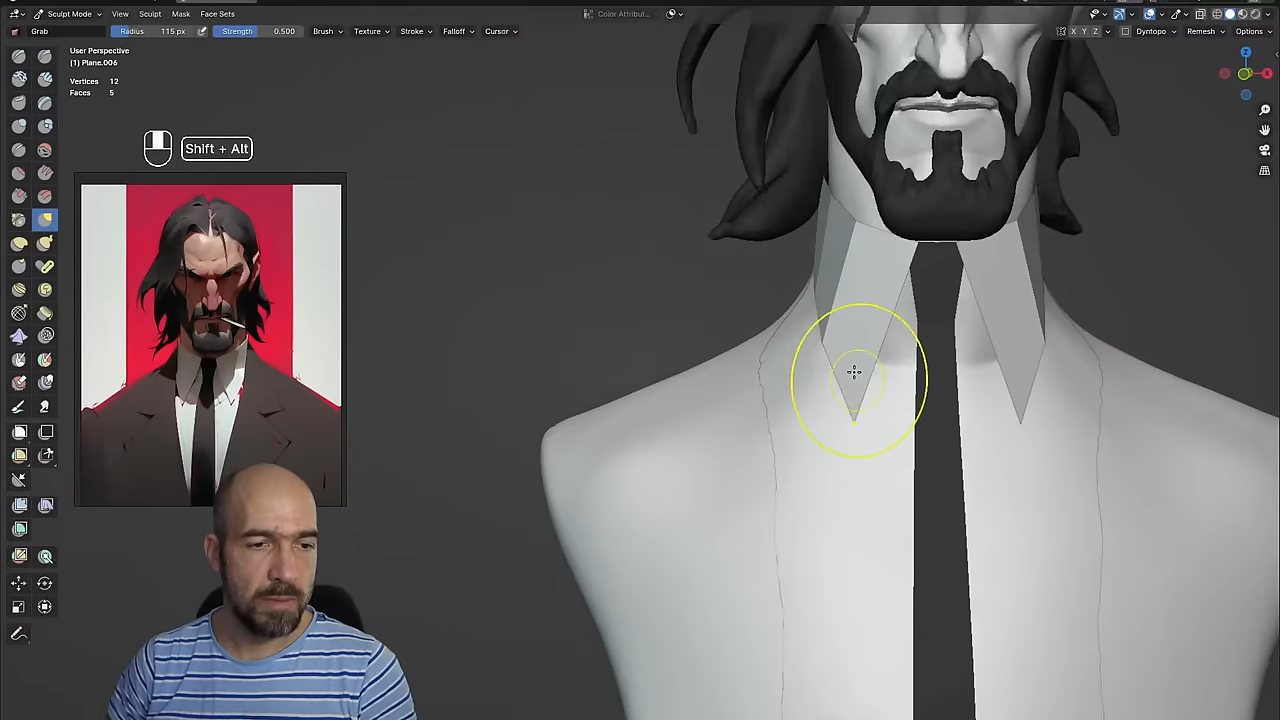 Sculpt Mode View Sculpt Mask Face Sets Color Attribut...
Grab Radius 115 px Strength 0.500 Brush Texture Stroke Falloff Cursor X Y Z Dyntopo Remesh Options
User Perspective
(1) Plane.006
Vertices 12
Faces 5
Shift + Alt
Z
X